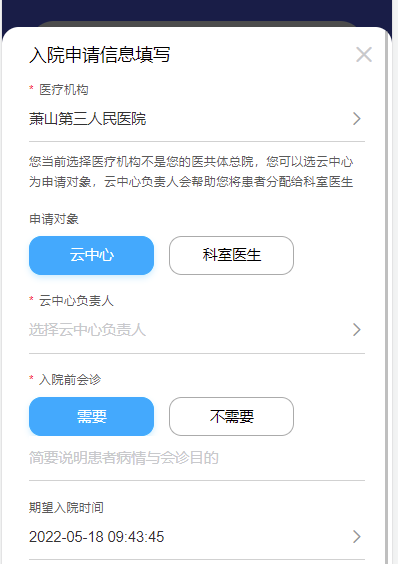 入院申请信息填写
* 医疗机构
萧山第三人民医院
您当前选择医疗机构不是您的医共体总院，您可以选云中心
为申请对象，云中心负责人会帮助您将患者分配给科室医生
申请对象
云中心 科室医生
* 云中心负责人
选择云中心负责人
* 入院前会诊
需要 不需要
简要说明患者病情与会诊目的
期望入院时间
2022-05-18 09:43:45